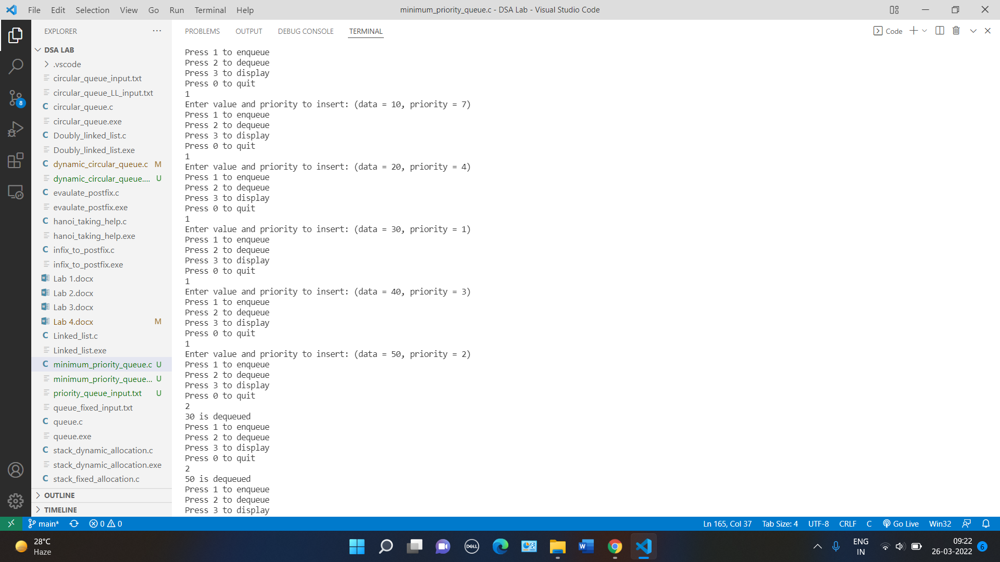 File Edit Selection View Go Run Terminal Help
minimum_priority_queue.c - DSA Lab - Visual Studio Code
EXPLORER
DSA LAB
.vscode
circular_queue_input.txt
circular_queue_LL_input.txt
C circular_queue.c
circular_queue.exe
C Doubly_linked_list.c
Doubly_linked_list.exe
C dynamic_circular_queue.c M
dynamic_circular_queue.... U
C evaulate_postfix.c
evaulate_postfix.exe
C hanoi_taking_help.c
hanoi_taking_help.exe
C infix_to_postfix.c
infix_to_postfix.exe
Lab 1.docx
Lab 2.docx
Lab 3.docx
Lab 4.docx M
C Linked_list.c
Linked_list.exe
C minimum_priority_queue.c U
minimum_priority_queue... U
priority_queue_input.txt U
queue_fixed_input.txt
C queue.c
queue.exe
C stack_dynamic_allocation.c
stack_dynamic_allocation.exe
C stack_fixed_allocation.c
OUTLINE
TIMELINE
8
PROBLEMS OUTPUT DEBUG CONSOLE TERMINAL
Code
Press 1 to enqueue
Press 2 to dequeue
Press 3 to display
Press 0 to quit
1
Enter value and priority to insert: (data = 10, priority = 7)
Press 1 to enqueue
Press 2 to dequeue
Press 3 to display
Press 0 to quit
1
Enter value and priority to insert: (data = 20, priority = 4)
Press 1 to enqueue
Press 2 to dequeue
Press 3 to display
Press 0 to quit
1
Enter value and priority to insert: (data = 30, priority = 1)
Press 1 to enqueue
Press 2 to dequeue
Press 3 to display
Press 0 to quit
1
Enter value and priority to insert: (data = 40, priority = 3)
Press 1 to enqueue
Press 2 to dequeue
Press 3 to display
Press 0 to quit
1
Enter value and priority to insert: (data = 50, priority = 2)
Press 1 to enqueue
Press 2 to dequeue
Press 3 to display
Press 0 to quit
2
30 is dequeued
Press 1 to enqueue
Press 2 to dequeue
Press 3 to display
Press 0 to quit
2
50 is dequeued
Press 1 to enqueue
Press 2 to dequeue
Press 3 to display
main* 0 0
Ln 165, Col 37 Tab Size: 4 UTF-8 CRLF C Go Live Win32
28°C
Haze
DELL
W
ENG
IN
09:22
26-03-2022
6